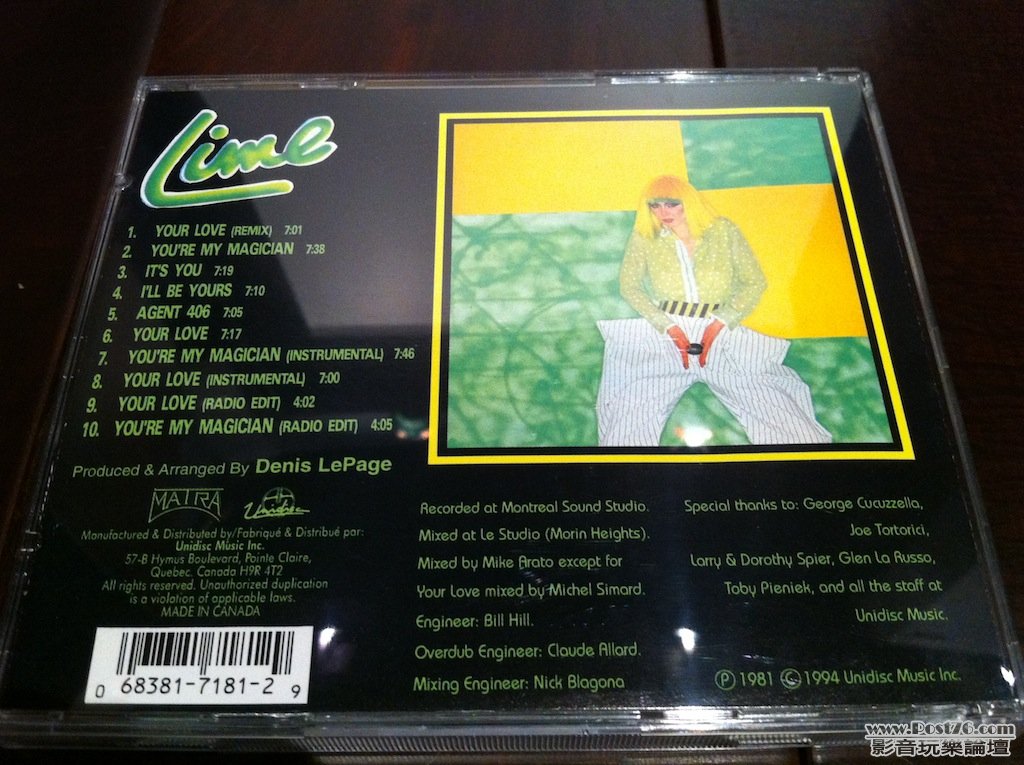 Lime
1. YOUR LOVE (REMIX) 7:01
2. YOU'RE MY MAGICIAN 7:38
3. IT'S YOU 7:19
4. I'LL BE YOURS 7:10
5. AGENT 406 7:05
6. YOUR LOVE 7:17
7. YOU'RE MY MAGICIAN (INSTRUMENTAL) 7:46
8. YOUR LOVE (INSTRUMENTAL) 7:00
9. YOUR LOVE (RADIO EDIT) 4:02
10. YOU'RE MY MAGICIAN (RADIO EDIT) 4:05
Produced & Arranged By Denis LePage
MATRA Unidisc
Manufactured & Distributed by/Fabriqué & Distribué par:
Unidisc Music Inc.
57-B Hymus Boulevard, Pointe Claire,
Quebec. Canada H9R 4T2
All rights reserved. Unauthorized duplication
is a violation of applicable laws.
MADE IN CANADA
0 68381-7181-2 9
Recorded at Montreal Sound Studio.
Mixed at Le Studio (Morin Heights).
Mixed by Mike Arato except for
Your Love mixed by Michel Simard.
Engineer: Bill Hill.
Overdub Engineer: Claude Allard.
Mixing Engineer: Nick Blagona
Special thanks to: George Cucuzzella,
Joe Tortorici,
Larry & Dorothy Spier, Glen La Russo,
Toby Pieniek, and all the staff at
Unidisc Music.
℗ 1981 © 1994 Unidisc Music Inc.
www.Post76.com
影音玩樂論壇